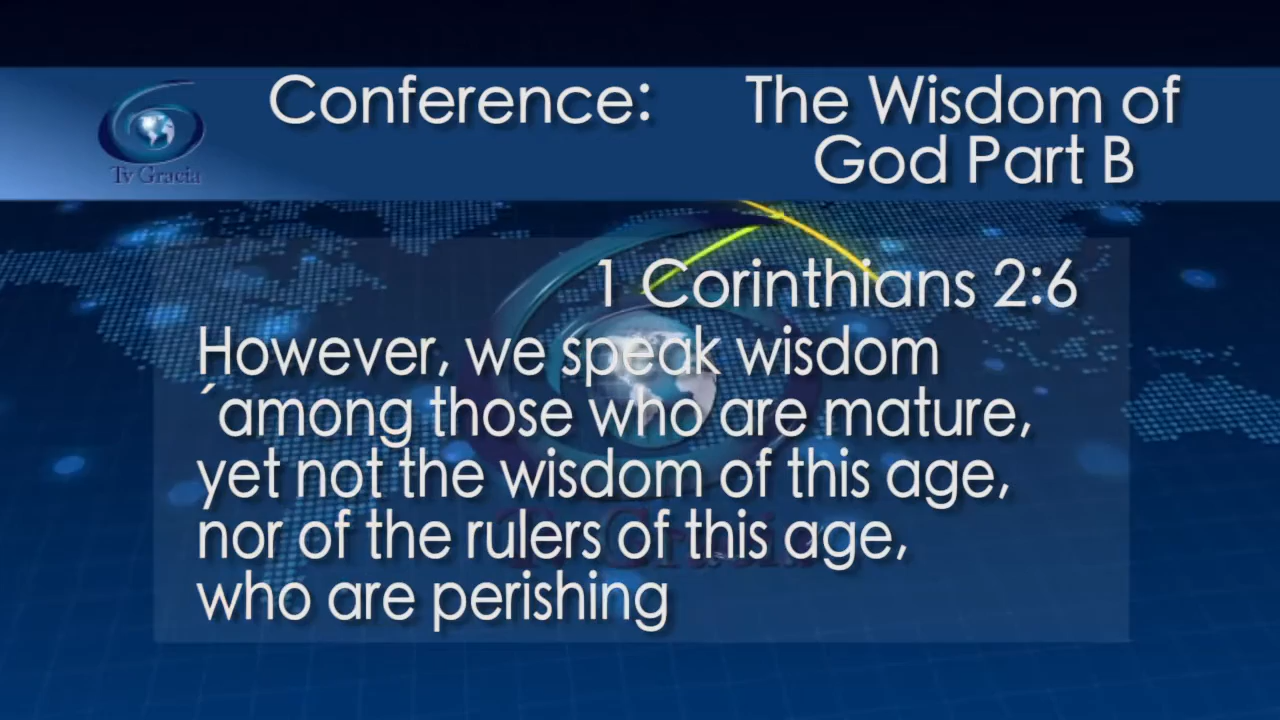 Conference: The Wisdom of
God Part B
Tv Gracia
1 Corinthians 2:6
However, we speak wisdom
´among those who are mature,
yet not the wisdom of this age,
nor of the rulers of this age,
who are perishing
Tv Gracia